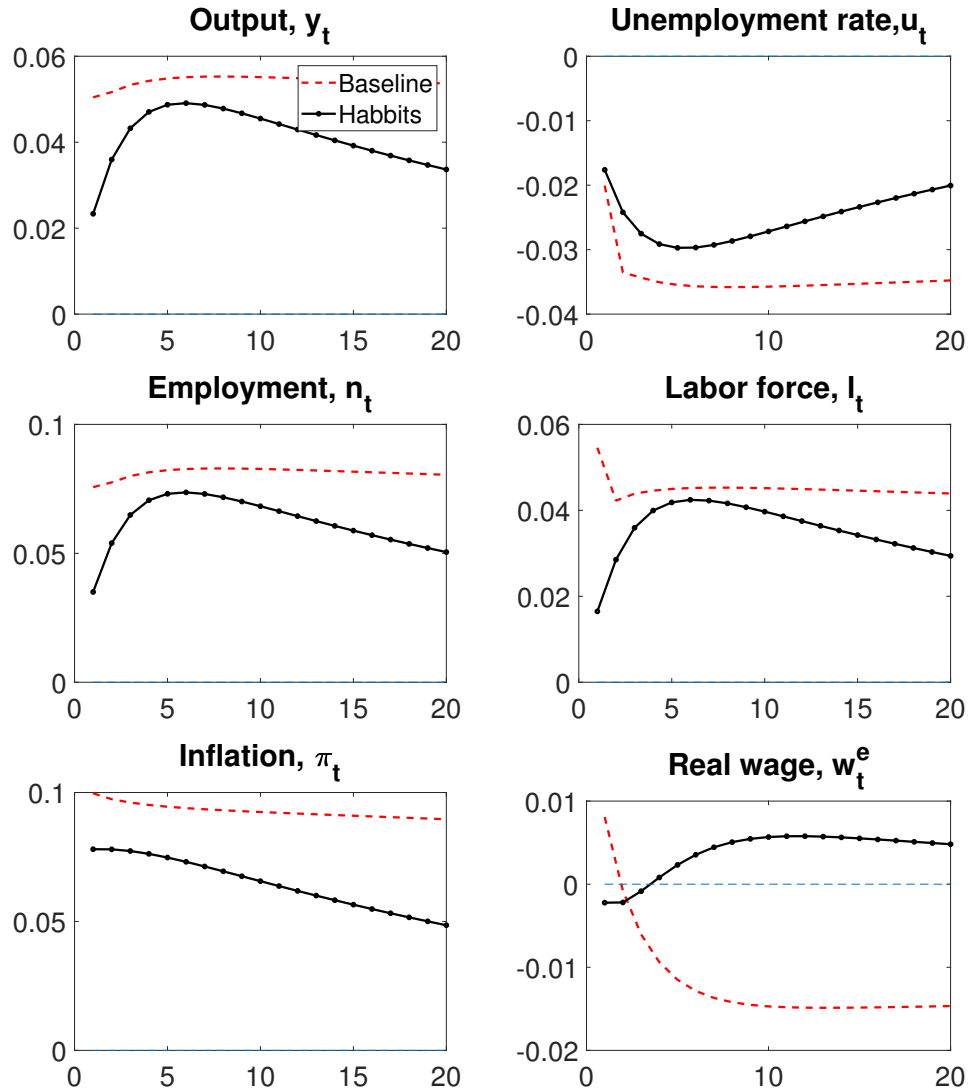 Output, y_t
0.06
0.04
0.02
0
0 5 10 15 20
Baseline
Habbits
Unemployment rate,u_t
0
-0.01
-0.02
-0.03
-0.04
0 10 20
Employment, n_t
0.1
0.05
0
0 5 10 15 20
Labor force, l_t
0.06
0.04
0.02
0
0 5 10 15 20
Inflation, π_t
0.1
0.05
0
0 5 10 15 20
Real wage, w_t^e
0.01
0
-0.01
-0.02
0 10 20